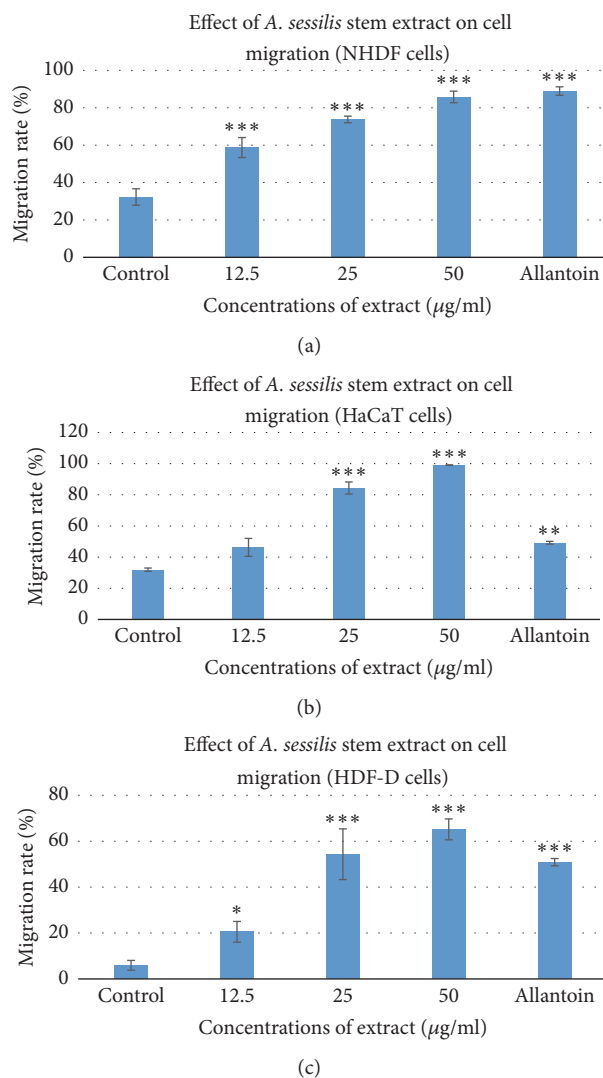 Effect of A. sessilis stem extract on cell
migration (NHDF cells)
100
80
60
40
20
0
Migration rate (%)
***
***
***
***
Control 12.5 25 50 Allantoin
Concentrations of extract (µg/ml)
(a)
Effect of A. sessilis stem extract on cell
migration (HaCaT cells)
120
100
80
60
40
20
0
Migration rate (%)
***
***
**
Control 12.5 25 50 Allantoin
Concentrations of extract (µg/ml)
(b)
Effect of A. sessilis stem extract on cell
migration (HDF-D cells)
80
60
40
20
0
Migration rate (%)
*
***
***
***
Control 12.5 25 50 Allantoin
Concentrations of extract (µg/ml)
(c)